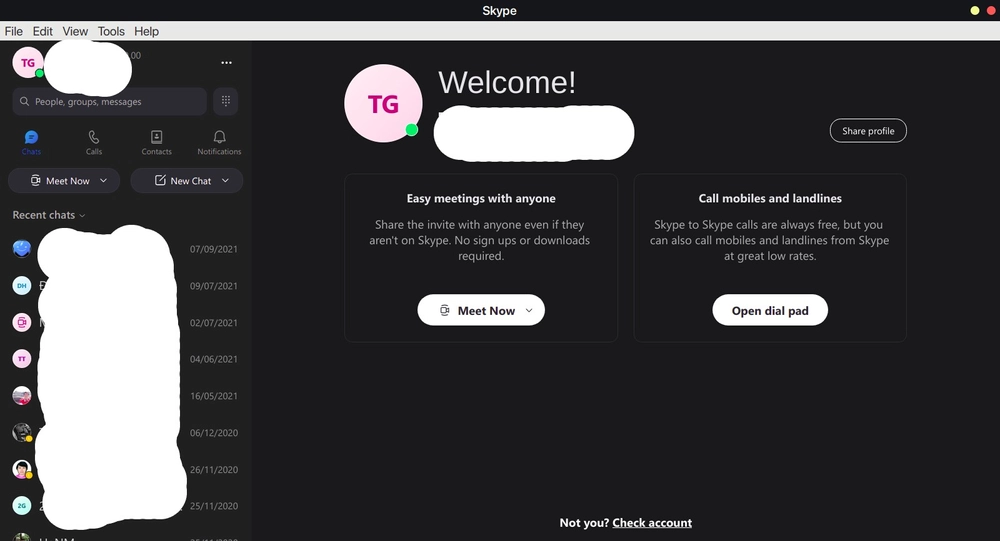 Skype
File Edit View Tools Help
TG
.00
People, groups, messages
Chats Calls Contacts Notifications
Meet Now New Chat
Recent chats
07/09/2021
DH 09/07/2021
02/07/2021
TT 04/06/2021
16/05/2021
06/12/2020
26/11/2020
2G 25/11/2020
TG
Welcome!
Share profile
Easy meetings with anyone
Share the invite with anyone even if they
aren't on Skype. No sign ups or downloads
required.
Meet Now
Call mobiles and landlines
Skype to Skype calls are always free, but you
can also call mobiles and landlines from Skype
at great low rates.
Open dial pad
Not you? Check account